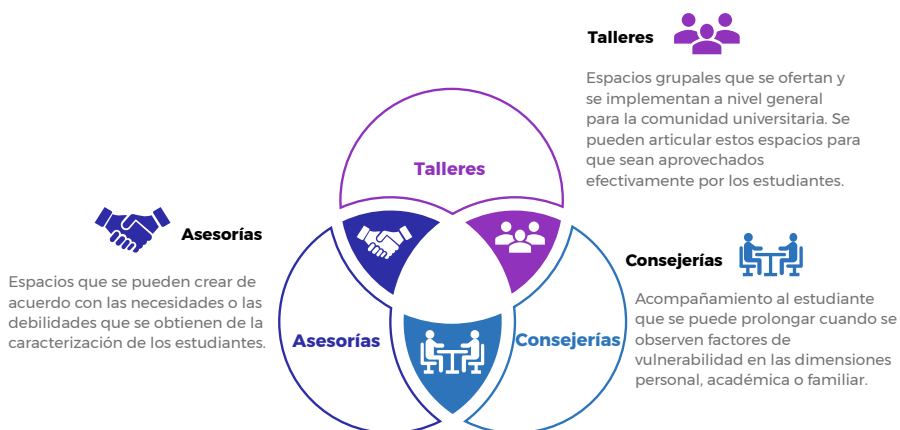 Talleres
Espacios grupales que se ofertan y
se implementan a nivel general
para la comunidad universitaria. Se
pueden articular estos espacios para
que sean aprovechados
efectivamente por los estudiantes.
Talleres
Asesorías
Espacios que se pueden crear de
acuerdo con las necesidades o las
debilidades que se obtienen de la
caracterización de los estudiantes.
Consejerías
Acompañamiento al estudiante
que se puede prolongar cuando se
observen factores de
vulnerabilidad en las dimensiones
personal, académica o familiar.
Asesorías
Consejerías